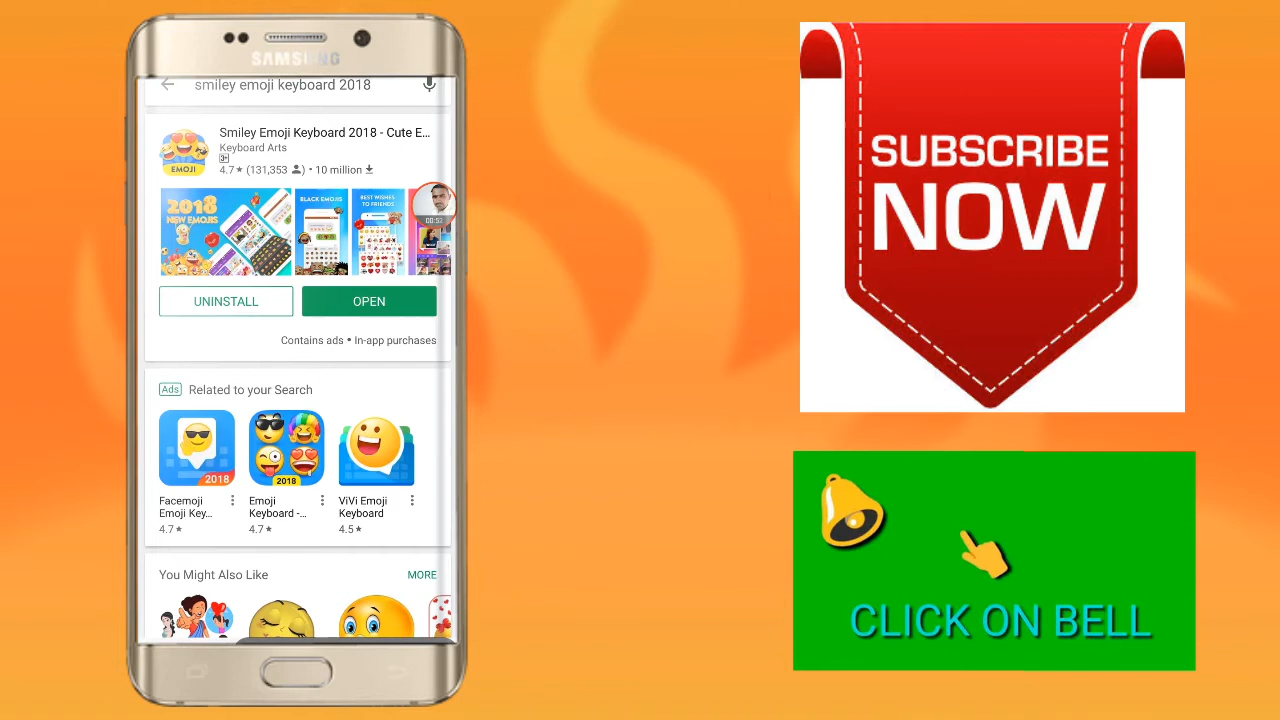 SAMSUNG
smiley emoji keyboard 2018
Smiley Emoji Keyboard 2018 - Cute E...
Keyboard Arts
3+
4.7★ (131,353 ) • 10 million
EMOJI
2018
NEW EMOJIS
BLACK EMOJIS
BEST WISHES
TO FRIENDS
00:52
UNINSTALL
OPEN
Contains ads • In-app purchases
Ads Related to your Search
2018
2018
Facemoji
Emoji Key...
4.7★
Emoji
Keyboard -...
4.7★
ViVi Emoji
Keyboard
4.5★
You Might Also Like
MORE
SUBSCRIBE
NOW
CLICK ON BELL